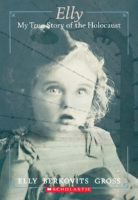 Elly
My True Story of the Holocaust
ELLY BERKOVITS GROSS
SCHOLASTIC